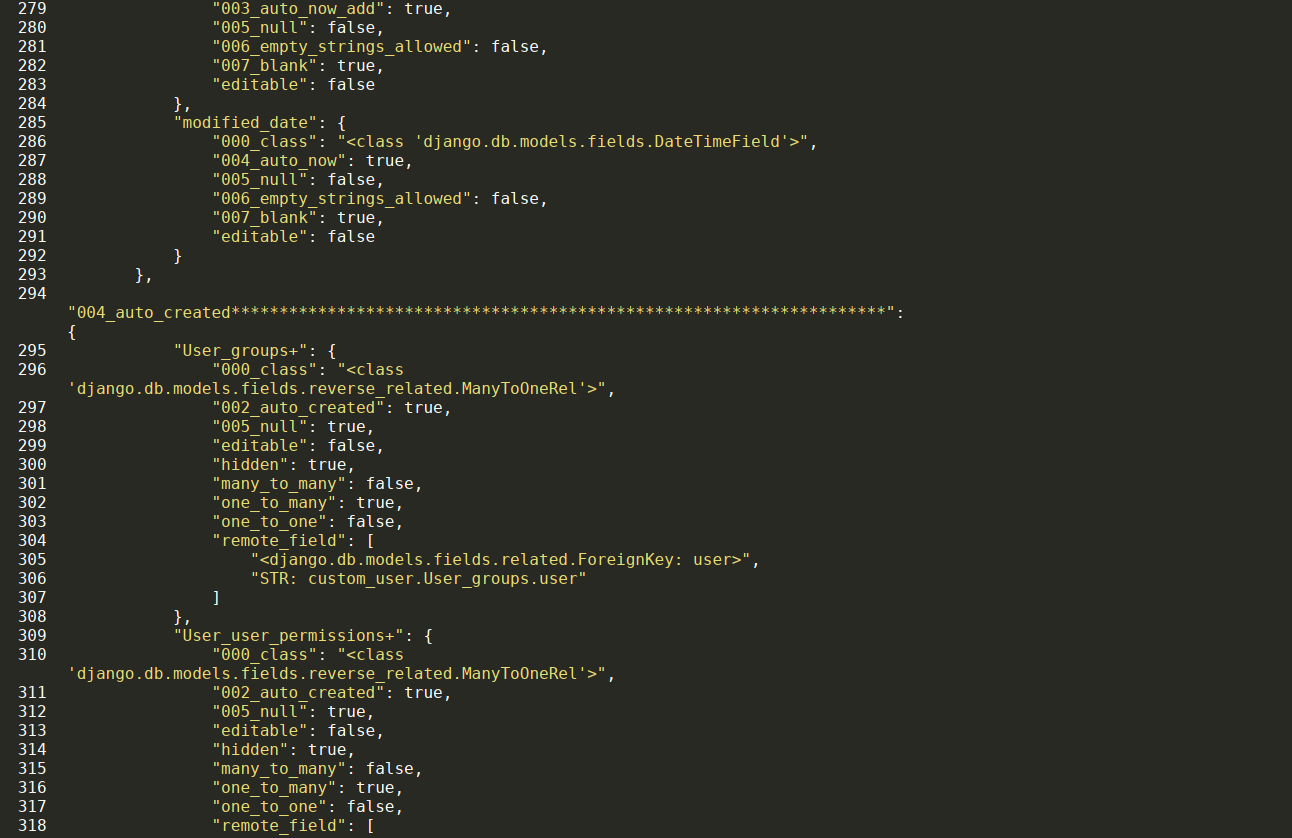 279 "003_auto_now_add": true,
280 "005_null": false,
281 "006_empty_strings_allowed": false,
282 "007_blank": true,
283 "editable": false
284 },
285 "modified_date": {
286 "000_class": "<class 'django.db.models.fields.DateTimeField'>",
287 "004_auto_now": true,
288 "005_null": false,
289 "006_empty_strings_allowed": false,
290 "007_blank": true,
291 "editable": false
292 }
293 },
294
"004_auto_created********************************************************************":
{
295 "User_groups+": {
296 "000_class": "<class
'django.db.models.fields.reverse_related.ManyToOneRel'>",
297 "002_auto_created": true,
298 "005_null": true,
299 "editable": false,
300 "hidden": true,
301 "many_to_many": false,
302 "one_to_many": true,
303 "one_to_one": false,
304 "remote_field": [
305 "<django.db.models.fields.related.ForeignKey: user>",
306 "STR: custom_user.User_groups.user"
307 ]
308 },
309 "User_user_permissions+": {
310 "000_class": "<class
'django.db.models.fields.reverse_related.ManyToOneRel'>",
311 "002_auto_created": true,
312 "005_null": true,
313 "editable": false,
314 "hidden": true,
315 "many_to_many": false,
316 "one_to_many": true,
317 "one_to_one": false,
318 "remote_field": [